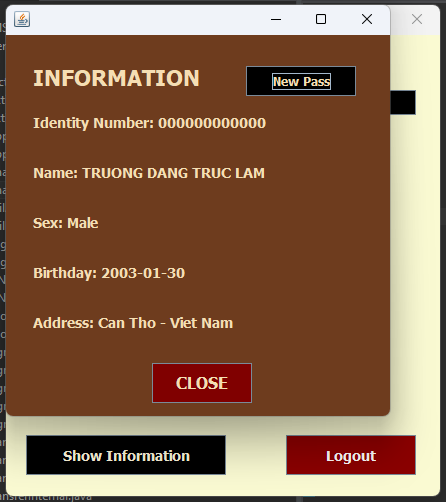 INFORMATION
New Pass
Identity Number: 000000000000
Name: TRUONG DANG TRUC LAM
Sex: Male
Birthday: 2003-01-30
Address: Can Tho - Viet Nam
CLOSE
Show Information
Logout